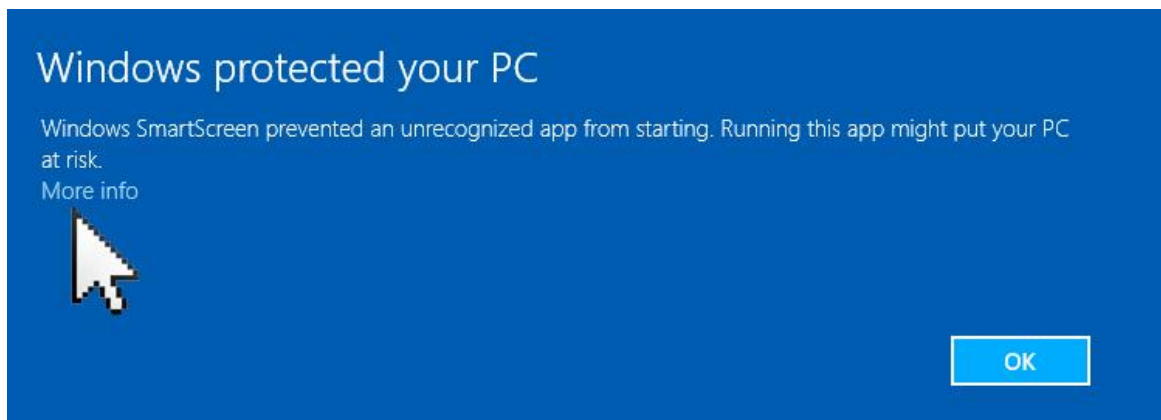 Windows protected your PC
Windows SmartScreen prevented an unrecognized app from starting. Running this app might put your PC
at risk.
More info
OK